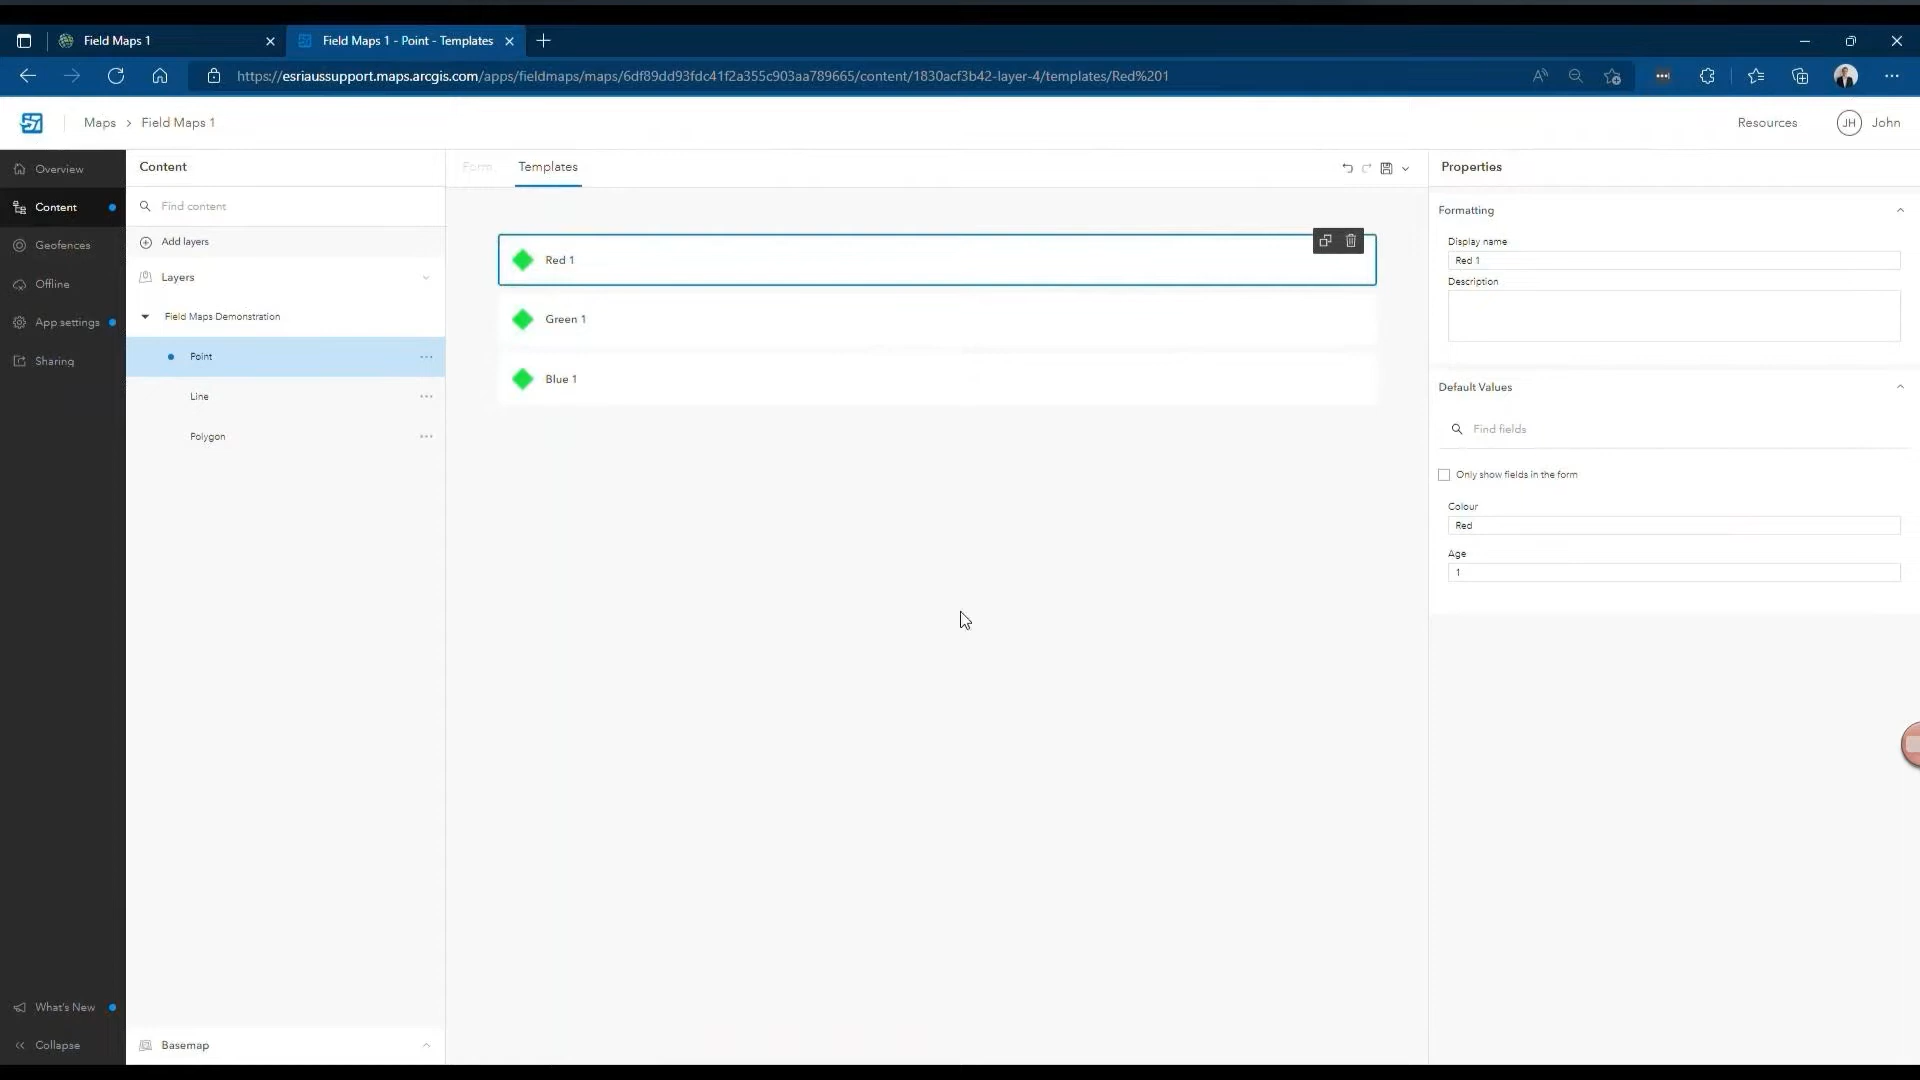 Field Maps 1
Field Maps 1 - Point - Templates
https://esriaussupport.maps.arcgis.com/apps/fieldmaps/maps/6df89dd93fdc41f2a355c903aa789665/content/1830acf3b42-layer-4/templates/Red%201
Maps > Field Maps 1
Resources
JH John
Overview
Content
Geofences
Offline
App settings
Sharing
What's New
Collapse
Content
Find content
Add layers
Layers
Field Maps Demonstration
Point
Line
Polygon
Basemap
Form Templates
Red 1
Green 1
Blue 1
Properties
Formatting
Display name
Red 1
Description
Default Values
Find fields
Only show fields in the form
Colour
Red
Age
1